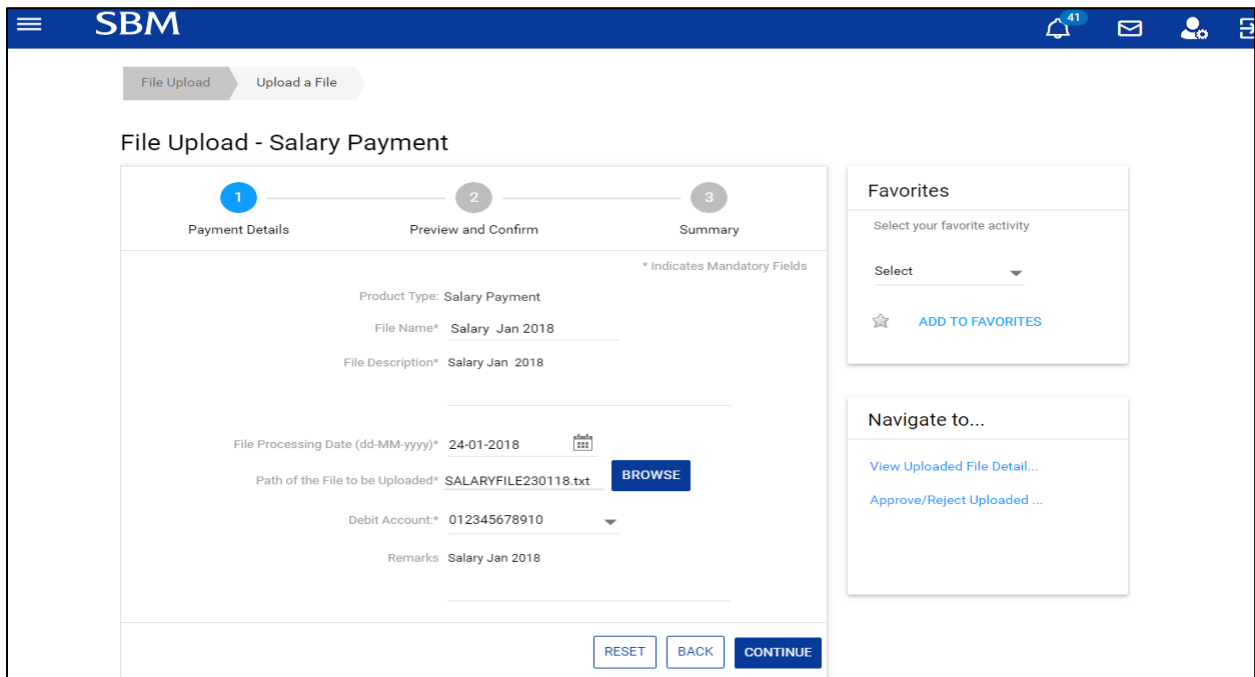 SBM
41
File Upload
Upload a File
File Upload - Salary Payment
1
2
3
Payment Details
Preview and Confirm
Summary
* Indicates Mandatory Fields
Product Type: Salary Payment
File Name* Salary Jan 2018
File Description* Salary Jan 2018
File Processing Date (dd-MM-yyyy)* 24-01-2018
Path of the File to be Uploaded* SALARYFILE230118.txt BROWSE
Debit Account:* 012345678910
Remarks Salary Jan 2018
RESET BACK CONTINUE
Favorites
Select your favorite activity
Select
ADD TO FAVORITES
Navigate to...
View Uploaded File Detail...
Approve/Reject Uploaded ...